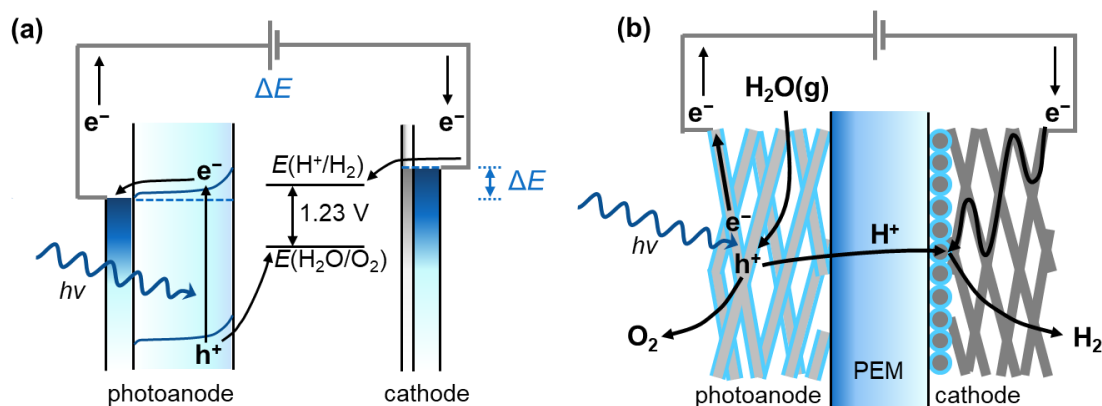 (a)
ΔE
e⁻
e⁻
e⁻
E(H⁺/H₂)
ΔE
1.23 V
E(H₂O/O₂)
hv
h⁺
photoanode
cathode
(b)
H₂O(g)
e⁻
e⁻
e⁻
hv
h⁺
H⁺
O₂
H₂
PEM
photoanode
cathode